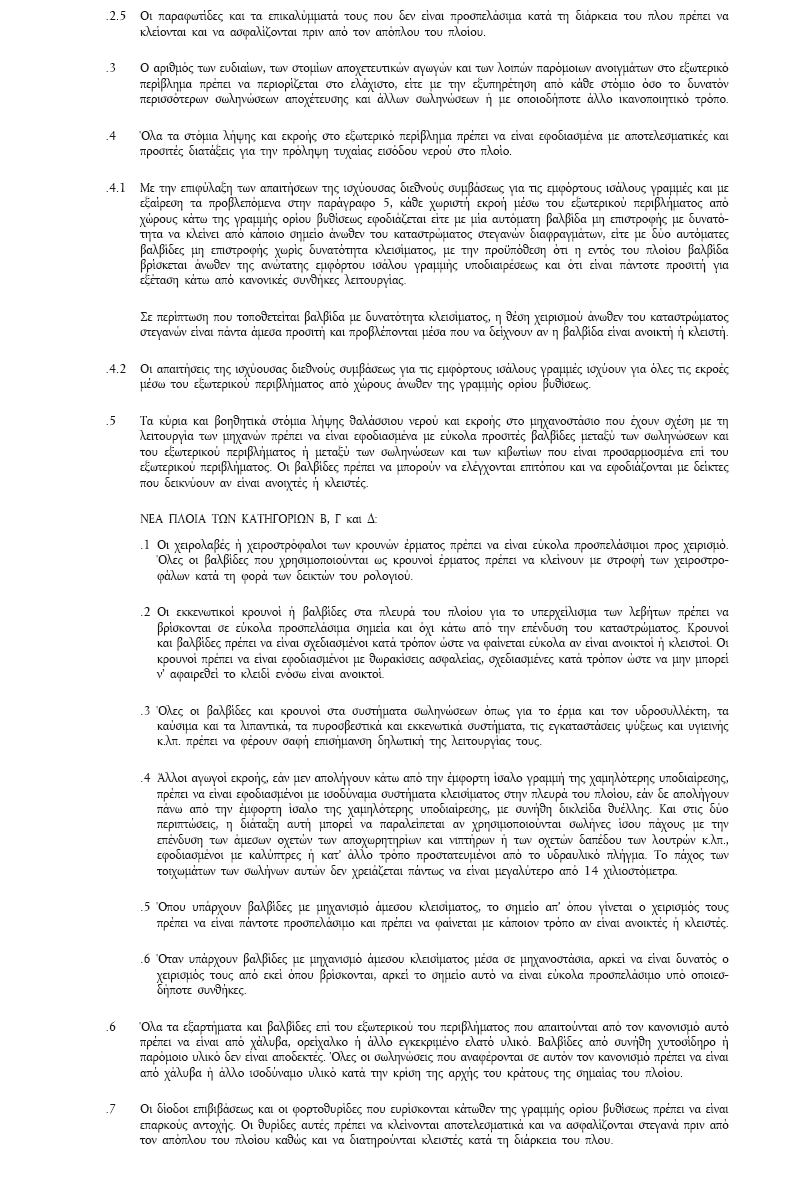 .2.5 Οι παραφωτίδες και τα επικαλύμματά τους που δεν είναι προσπελάσιμα κατά τη διάρκεια του πλου πρέπει να
κλείονται και να ασφαλίζονται πριν από τον απόπλου του πλοίου.
.3 Ο αριθμός των ευδιαίων, των στομίων αποχετευτικών αγωγών και των λοιπών παρόμοιων ανοιγμάτων στο εξωτερικό
περίβλημα πρέπει να περιορίζεται στο ελάχιστο, είτε με την εξυπηρέτηση από κάθε στόμιο όσο το δυνατόν
περισσότερων σωληνώσεων αποχέτευσης και άλλων σωληνώσεων ή με οποιοδήποτε άλλο ικανοποιητικό τρόπο.
.4 Όλα τα στόμια λήψης και εκροής στο εξωτερικό περίβλημα πρέπει να είναι εφοδιασμένα με αποτελεσματικές και
προσιτές διατάξεις για την πρόληψη τυχαίας εισόδου νερού στο πλοίο.
.4.1 Με την επιφύλαξη των απαιτήσεων της ισχύουσας διεθνούς συμβάσεως για τις εμφόρτους ισάλους γραμμές και με
εξαίρεση τα προβλεπόμενα στην παράγραφο 5, κάθε χωριστή εκροή μέσω του εξωτερικού περιβλήματος από
χώρους κάτω της γραμμής ορίου βυθίσεως εφοδιάζεται είτε με μία αυτόματη βαλβίδα μη επιστροφής με δυνατό-
τητα να κλείνει από κάποιο σημείο άνωθεν του καταστρώματος στεγανών διαφραγμάτων, είτε με δύο αυτόματες
βαλβίδες μη επιστροφής χωρίς δυνατότητα κλεισίματος, με την προϋπόθεση ότι η εντός του πλοίου βαλβίδα
βρίσκεται άνωθεν της ανώτατης εμφόρτου ισάλου γραμμής υποδιαιρέσεως και ότι είναι πάντοτε προσιτή για
εξέταση κάτω από κανονικές συνθήκες λειτουργίας.
Σε περίπτωση που τοποθετείται βαλβίδα με δυνατότητα κλεισίματος, η θέση χειρισμού άνωθεν του καταστρώματος
στεγανών είναι πάντα άμεσα προσιτή και προβλέπονται μέσα που να δείχνουν αν η βαλβίδα είναι ανοικτή ή κλειστή.
.4.2 Οι απαιτήσεις της ισχύουσας διεθνούς συμβάσεως για τις εμφόρτους ισάλους γραμμές ισχύουν για όλες τις εκροές
μέσω του εξωτερικού περιβλήματος από χώρους άνωθεν της γραμμής ορίου βυθίσεως.
.5 Τα κύρια και βοηθητικά στόμια λήψης θαλάσσιου νερού και εκροής στο μηχανοστάσιο που έχουν σχέση με τη
λειτουργία των μηχανών πρέπει να είναι εφοδιασμένα με εύκολα προσιτές βαλβίδες μεταξύ των σωληνώσεων και
του εξωτερικού περιβλήματος ή μεταξύ των σωληνώσεων και των κιβωτίων που είναι προσαρμοσμένα επί του
εξωτερικού περιβλήματος. Οι βαλβίδες πρέπει να μπορούν να ελέγχονται επιτόπου και να εφοδιάζονται με δείκτες
που δεικνύουν αν είναι ανοιχτές ή κλειστές.
ΝΕΑ ΠΛΟΙΑ ΤΩΝ ΚΑΤΗΓΟΡΙΩΝ Β, Γ και Δ:
.1 Οι χειρολαβές ή χειροστρόφαλοι των κρουνών έρματος πρέπει να είναι εύκολα προσπελάσιμοι προς χειρισμό.
Όλες οι βαλβίδες που χρησιμοποιούνται ως κρουνοί έρματος πρέπει να κλείνουν με στροφή των χειροστρο-
φάλων κατά τη φορά των δεικτών του ρολογιού.
.2 Οι εκκενωτικοί κρουνοί ή βαλβίδες στα πλευρά του πλοίου για το υπερχείλισμα των λεβήτων πρέπει να
βρίσκονται σε εύκολα προσπελάσιμα σημεία και όχι κάτω από την επένδυση του καταστρώματος. Κρουνοί
και βαλβίδες πρέπει να είναι σχεδιασμένοι κατά τρόπον ώστε να φαίνεται εύκολα αν είναι ανοικτοί ή κλειστοί. Οι
κρουνοί πρέπει να είναι εφοδιασμένοι με θωρακίσεις ασφαλείας, σχεδιασμένες κατά τρόπον ώστε να μην μπορεί
ν' αφαιρεθεί το κλειδί ενόσω είναι ανοικτοί.
.3 Όλες οι βαλβίδες και κρουνοί στα συστήματα σωληνώσεων όπως για το έρμα και τον υδροσυλλέκτη, τα
καύσιμα και τα λιπαντικά, τα πυροσβεστικά και εκκενωτικά συστήματα, τις εγκαταστάσεις ψύξεως και υγιεινής
κ.λπ. πρέπει να φέρουν σαφή επισήμανση δηλωτική της λειτουργίας τους.
.4 Άλλοι αγωγοί εκροής, εάν μεν απολήγουν κάτω από την έμφορτη ίσαλο γραμμή της χαμηλότερης υποδιαίρεσης,
πρέπει να είναι εφοδιασμένοι με ισοδύναμα συστήματα κλεισίματος στην πλευρά του πλοίου, εάν δε απολήγουν
πάνω από την έμφορτη ίσαλο της χαμηλότερης υποδιαίρεσης, με συνήθη δικλείδα θυέλλης. Και στις δύο
περιπτώσεις, η διάταξη αυτή μπορεί να παραλείπεται αν χρησιμοποιούνται σωλήνες ίσου πάχους με την
επένδυση των άμεσων οχετών των αποχωρητηρίων και νιπτήρων ή των οχετών δαπέδου των λουτρών κ.λπ.,
εφοδιασμένοι με καλύπτρες ή κατ' άλλο τρόπο προστατευμένοι από το υδραυλικό πλήγμα. Το πάχος των
τοιχωμάτων των σωλήνων αυτών δεν χρειάζεται πάντως να είναι μεγαλύτερο από 14 χιλιοστόμετρα.
.5 Όπου υπάρχουν βαλβίδες με μηχανισμό άμεσου κλεισίματος, το σημείο απ' όπου γίνεται ο χειρισμός τους
πρέπει να είναι πάντοτε προσπελάσιμο και πρέπει να φαίνεται με κάποιον τρόπο αν είναι ανοικτές ή κλειστές.
.6 Όταν υπάρχουν βαλβίδες με μηχανισμό άμεσου κλεισίματος μέσα σε μηχανοστάσια, αρκεί να είναι δυνατός ο
χειρισμός τους από εκεί όπου βρίσκονται, αρκεί το σημείο αυτό να είναι εύκολα προσπελάσιμο υπό οποιεσ-
δήποτε συνθήκες.
.6 Όλα τα εξαρτήματα και βαλβίδες επί του εξωτερικού του περιβλήματος που απαιτούνται από τον κανονισμό αυτό
πρέπει να είναι από χάλυβα, ορείχαλκο ή άλλο εγκεκριμένο ελατό υλικό. Βαλβίδες από συνήθη χυτοσίδηρο ή
παρόμοιο υλικό δεν είναι αποδεκτές. Όλες οι σωληνώσεις που αναφέρονται σε αυτόν τον κανονισμό πρέπει να είναι
από χάλυβα ή άλλο ισοδύναμο υλικό κατά την κρίση της αρχής του κράτους της σημαίας του πλοίου.
.7 Οι δίοδοι επιβιβάσεως και οι φορτοθυρίδες που ευρίσκονται κάτωθεν της γραμμής ορίου βυθίσεως πρέπει να είναι
επαρκούς αντοχής. Οι θυρίδες αυτές πρέπει να κλείνονται αποτελεσματικά και να ασφαλίζονται στεγανά πριν από
τον απόπλου του πλοίου καθώς και να διατηρούνται κλειστές κατά τη διάρκεια του πλου.